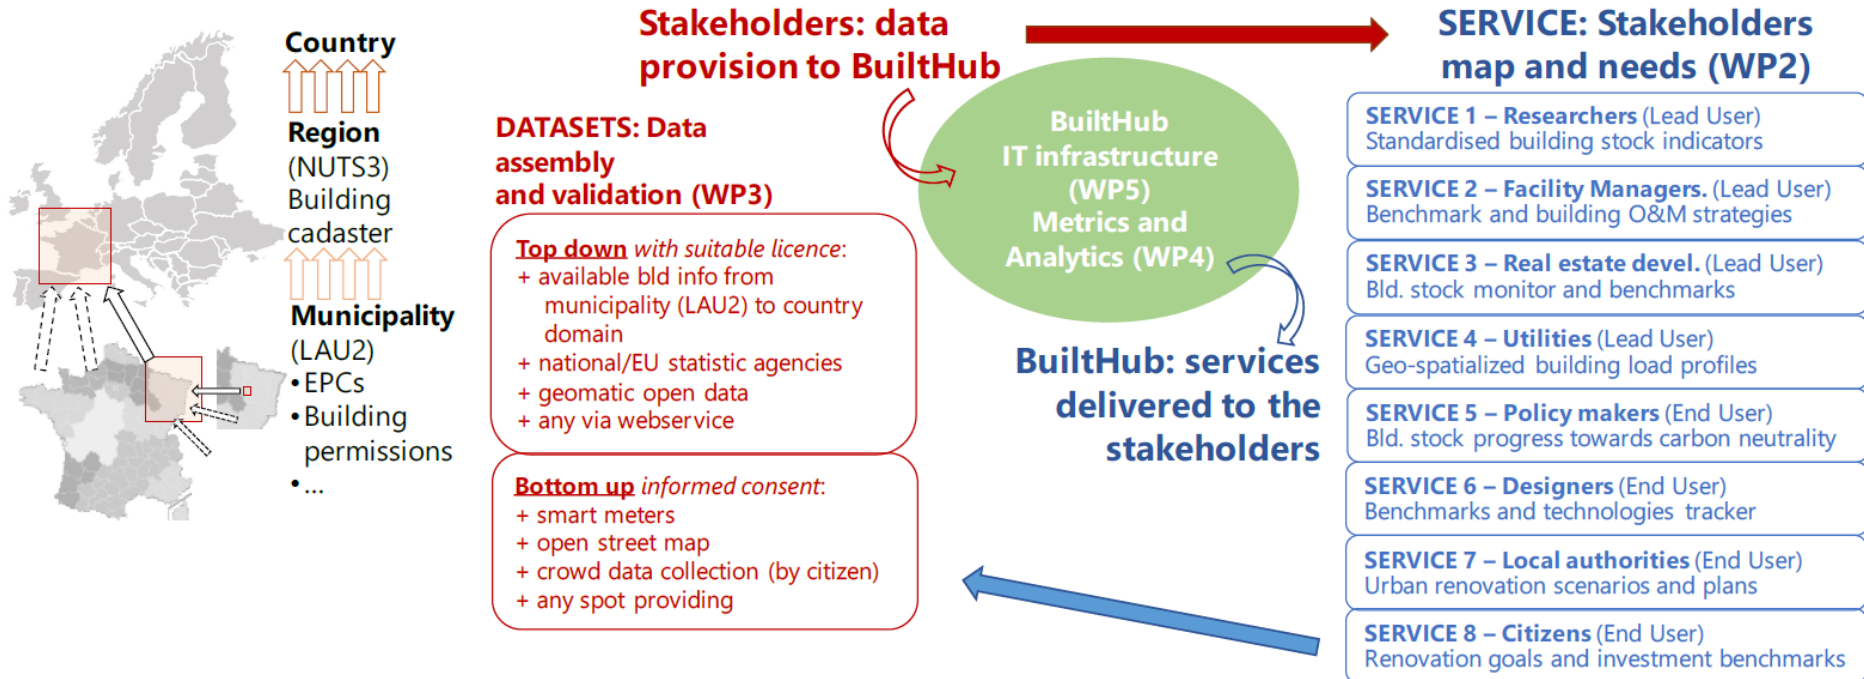 Country
Region
(NUTS3)
Building
cadaster
Municipality
(LAU2)
• EPCs
• Building
permissions
• ...
Stakeholders: data
provision to BuiltHub
DATASETS: Data
assembly
and validation (WP3)
Top down with suitable licence:
+ available bld info from
municipality (LAU2) to country
domain
+ national/EU statistic agencies
+ geomatic open data
+ any via webservice
Bottom up informed consent:
+ smart meters
+ open street map
+ crowd data collection (by citizen)
+ any spot providing
BuiltHub
IT infrastructure
(WP5)
Metrics and
Analytics (WP4)
BuiltHub: services
delivered to the
stakeholders
SERVICE: Stakeholders
map and needs (WP2)
SERVICE 1 – Researchers (Lead User)
Standardised building stock indicators
SERVICE 2 – Facility Managers. (Lead User)
Benchmark and building O&M strategies
SERVICE 3 – Real estate devel. (Lead User)
Bld. stock monitor and benchmarks
SERVICE 4 – Utilities (Lead User)
Geo-spatialized building load profiles
SERVICE 5 – Policy makers (End User)
Bld. stock progress towards carbon neutrality
SERVICE 6 – Designers (End User)
Benchmarks and technologies tracker
SERVICE 7 – Local authorities (End User)
Urban renovation scenarios and plans
SERVICE 8 – Citizens (End User)
Renovation goals and investment benchmarks